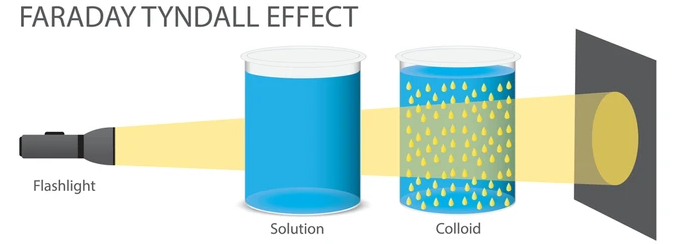 FARADAY TYNDALL EFFECT
Flashlight
Solution
Colloid